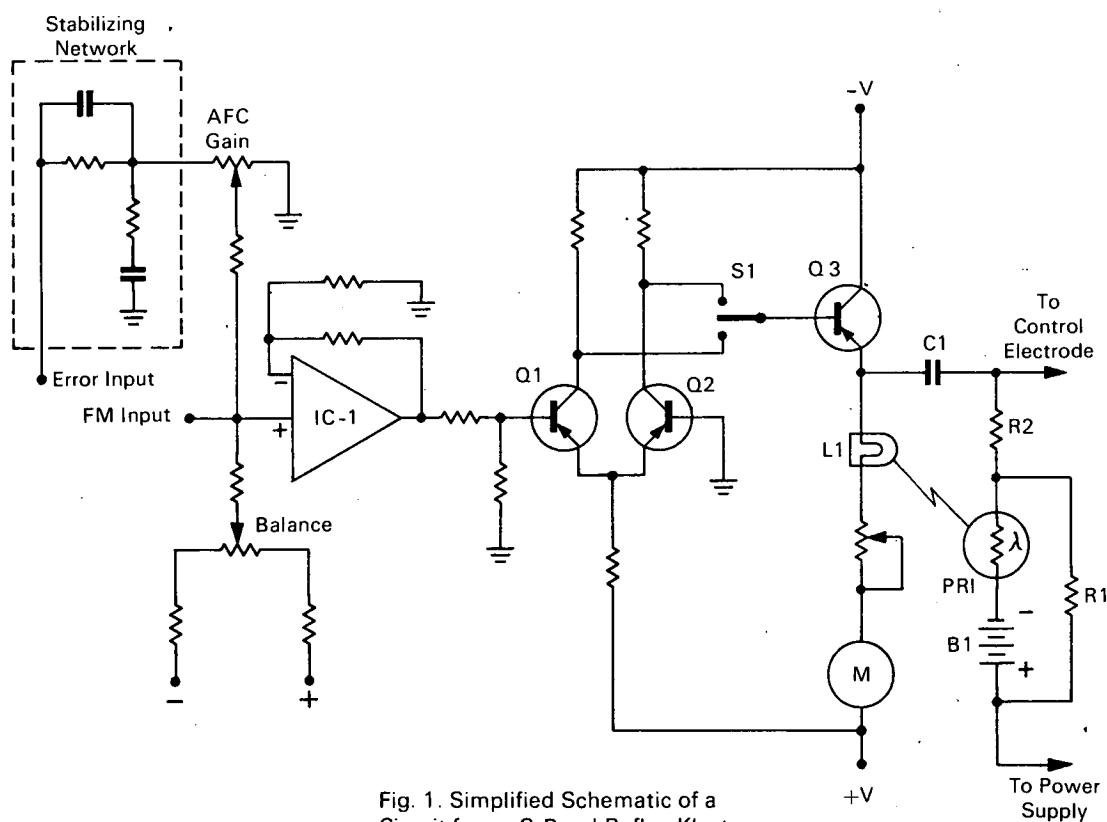 Stabilizing
Network
AFC
Gain
Error Input
FM Input
−
+
IC-1
Balance
−
+
Q1
Q2
S1
Q3
−V
C1
To
Control
Electrode
R2
L1
λ
PRI
R1
−
B1
+
M
+V
To Power
Supply
Fig. 1. Simplified Schematic of a